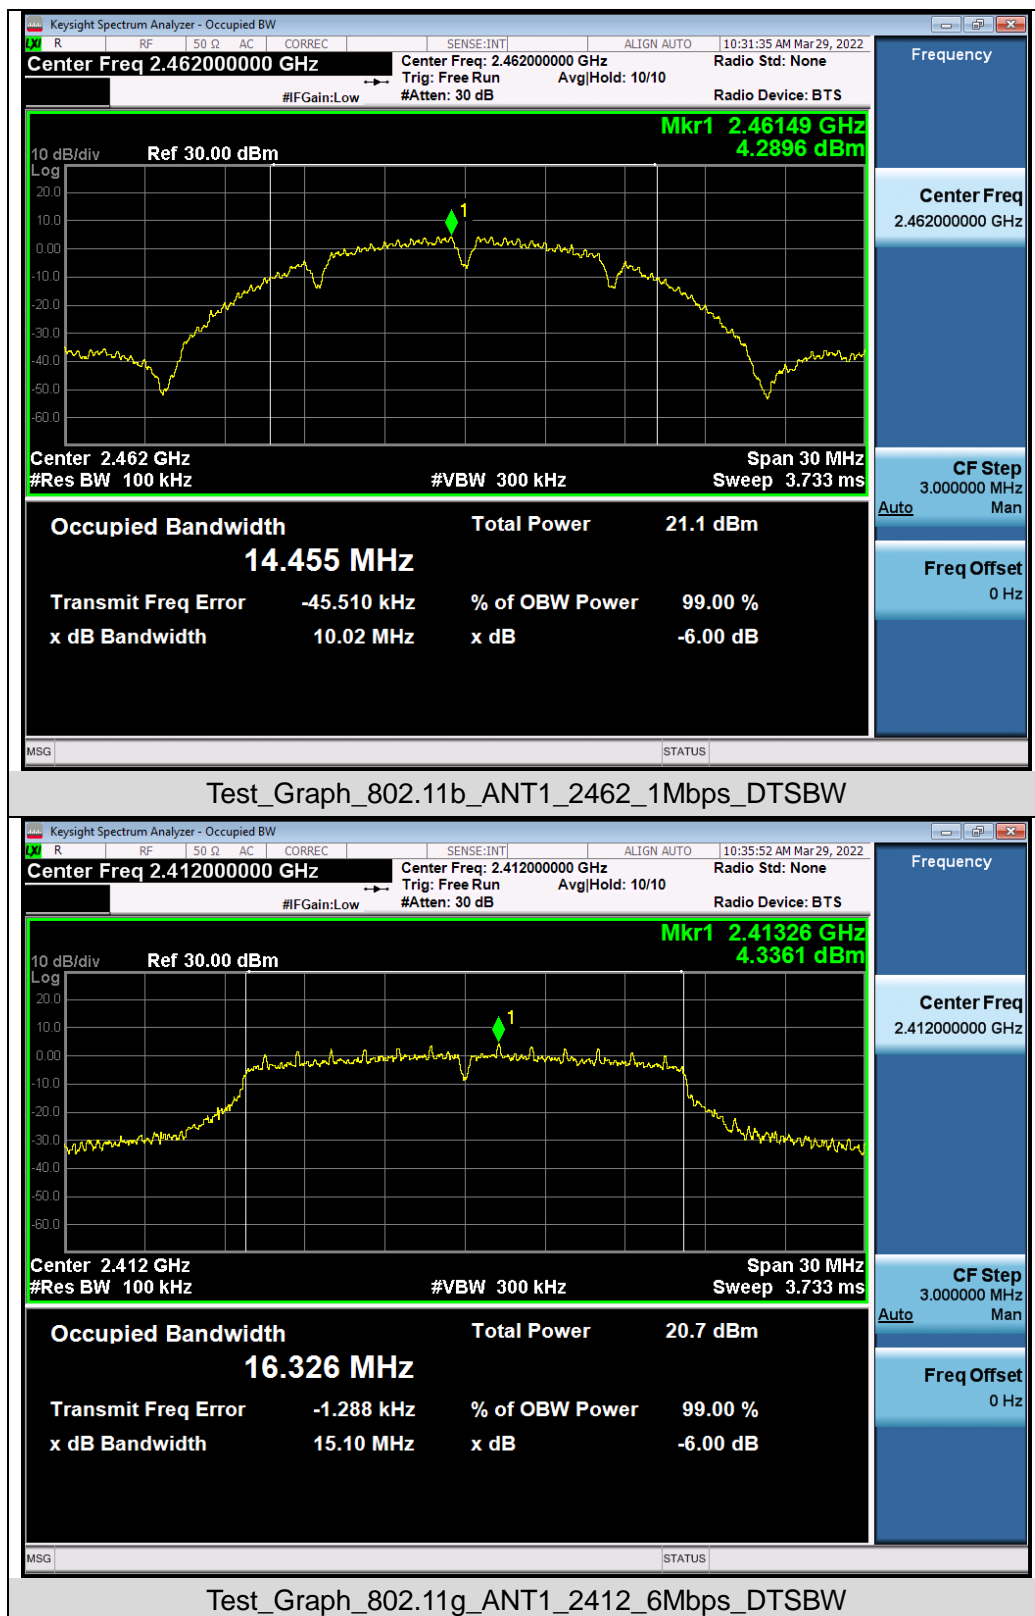 Keysight Spectrum Analyzer - Occupied BW
LXI R RF 50 Ω AC CORREC SENSE:INT ALIGN AUTO 10:31:35 AM Mar 29, 2022
Center Freq 2.462000000 GHz Center Freq: 2.462000000 GHz Radio Std: None
Trig: Free Run Avg|Hold: 10/10
#IFGain:Low #Atten: 30 dB Radio Device: BTS
Frequency
Mkr1 2.46149 GHz
4.2896 dBm
10 dB/div Ref 30.00 dBm
Log
20.0
10.0
0.00
-10.0
-20.0
-30.0
-40.0
-50.0
-60.0
1
Center 2.462 GHz Span 30 MHz
#Res BW 100 kHz #VBW 300 kHz Sweep 3.733 ms
Center Freq
2.462000000 GHz
CF Step
3.000000 MHz
Auto Man
Freq Offset
0 Hz
Occupied Bandwidth Total Power 21.1 dBm
14.455 MHz
Transmit Freq Error -45.510 kHz % of OBW Power 99.00 %
x dB Bandwidth 10.02 MHz x dB -6.00 dB
MSG STATUS
Test_Graph_802.11b_ANT1_2462_1Mbps_DTSBW
Keysight Spectrum Analyzer - Occupied BW
LXI R RF 50 Ω AC CORREC SENSE:INT ALIGN AUTO 10:35:52 AM Mar 29, 2022
Center Freq 2.412000000 GHz Center Freq: 2.412000000 GHz Radio Std: None
Trig: Free Run Avg|Hold: 10/10
#IFGain:Low #Atten: 30 dB Radio Device: BTS
Frequency
Mkr1 2.41326 GHz
4.3361 dBm
10 dB/div Ref 30.00 dBm
Log
20.0
10.0
0.00
-10.0
-20.0
-30.0
-40.0
-50.0
-60.0
1
Center 2.412 GHz Span 30 MHz
#Res BW 100 kHz #VBW 300 kHz Sweep 3.733 ms
Center Freq
2.412000000 GHz
CF Step
3.000000 MHz
Auto Man
Freq Offset
0 Hz
Occupied Bandwidth Total Power 20.7 dBm
16.326 MHz
Transmit Freq Error -1.288 kHz % of OBW Power 99.00 %
x dB Bandwidth 15.10 MHz x dB -6.00 dB
MSG STATUS
Test_Graph_802.11g_ANT1_2412_6Mbps_DTSBW